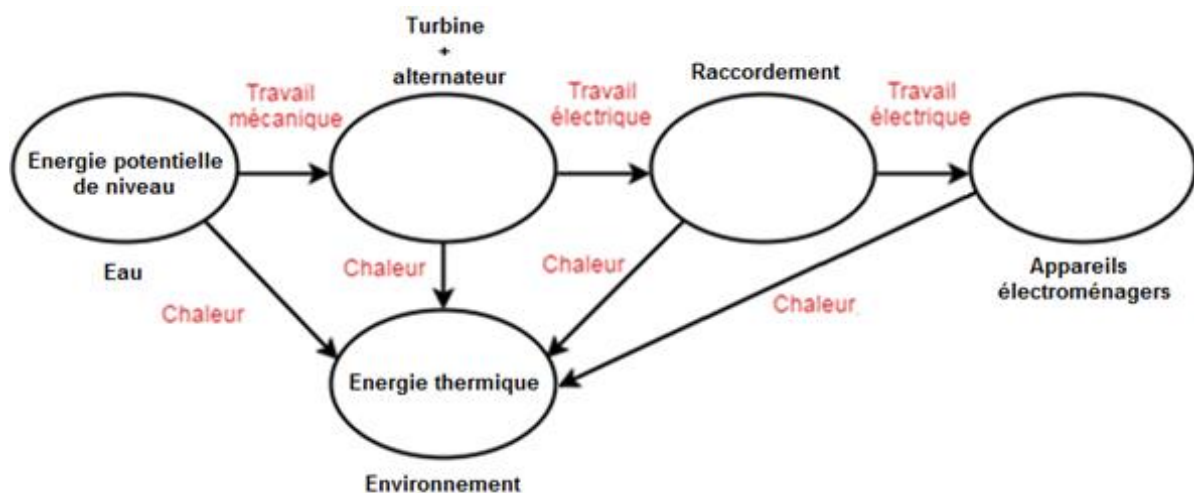 Turbine
+
alternateur
Raccordement
Travail
mècanique
Travail
électrique
Travail
électrique
Energie potentielle
de niveau
Eau
Chaleur
Chaleur
Chaleur
Chaleur
Appareils
électroménagers
Energie thermique
Environnement